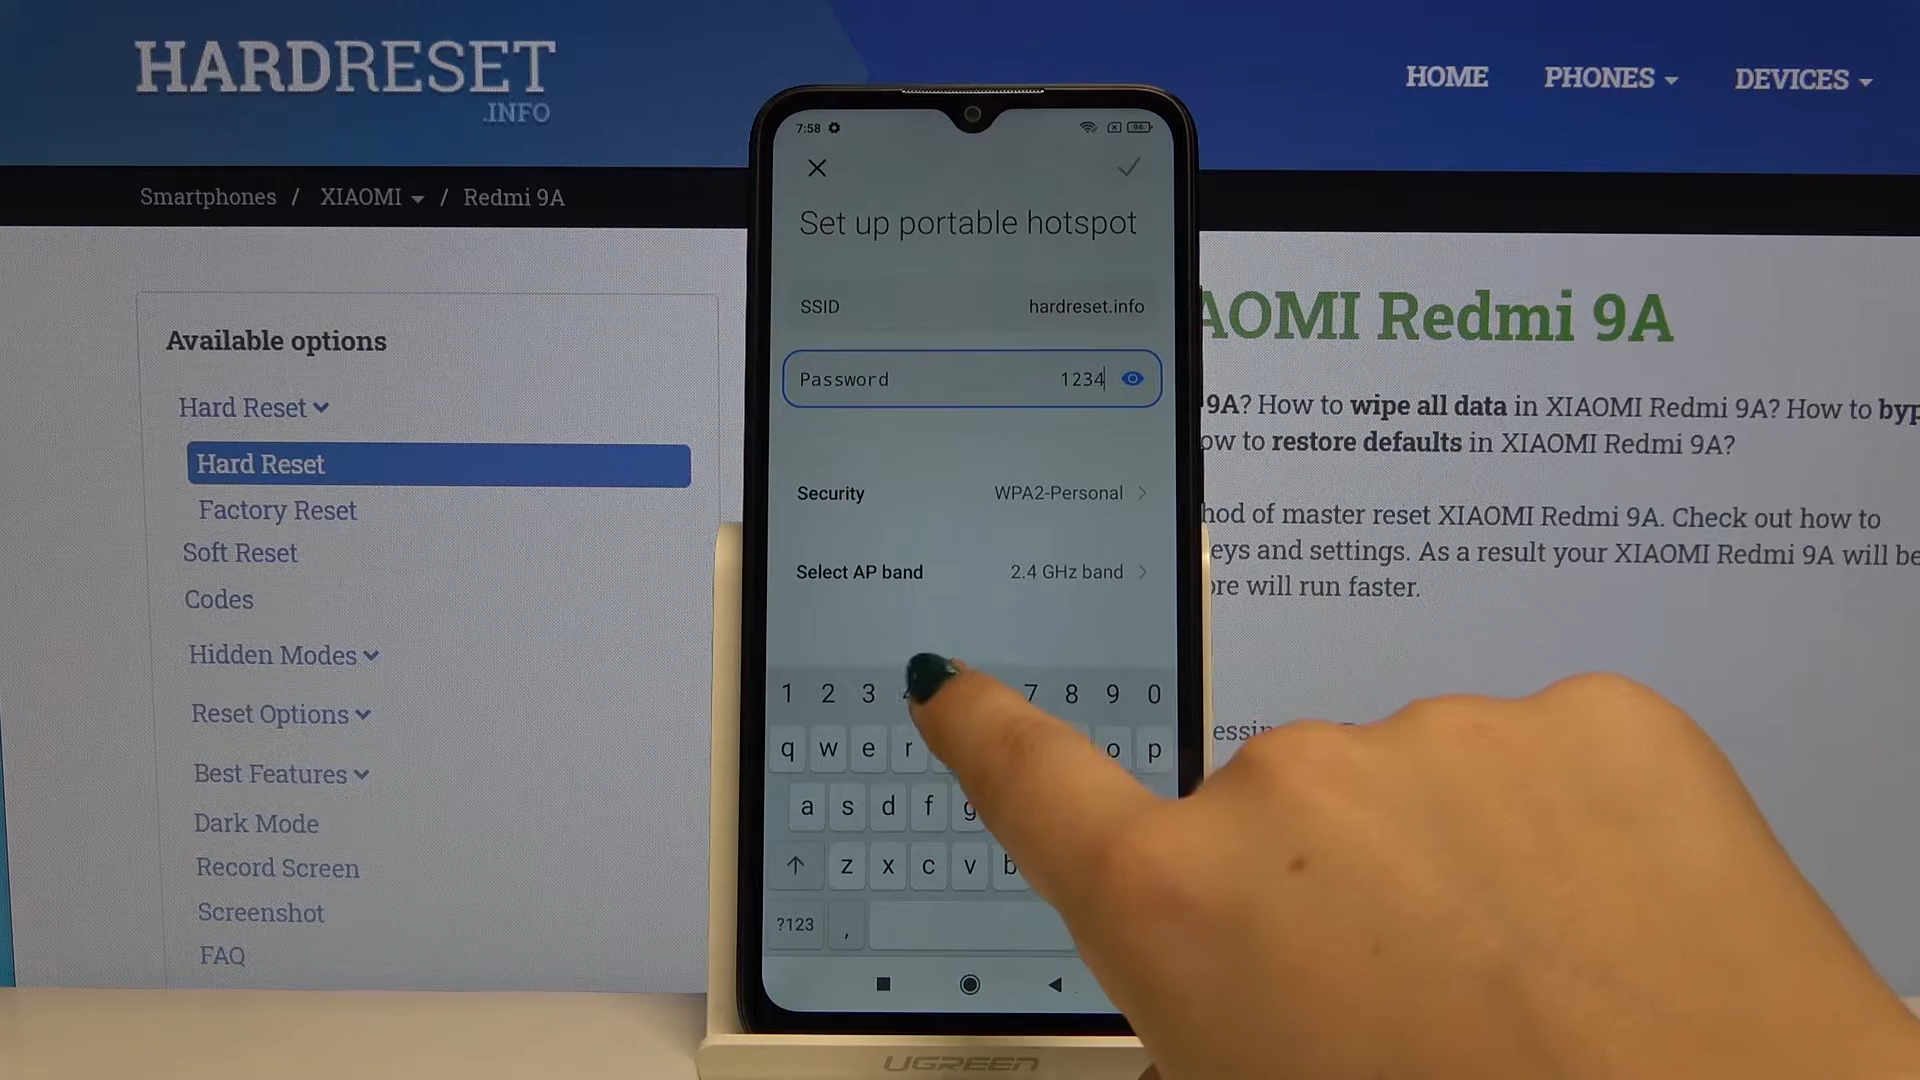 HARDRESET
.INFO
HOME PHONES DEVICES
Smartphones / XIAOMI / Redmi 9A
Available options
Hard Reset
Hard Reset
Factory Reset
Soft Reset
Codes
Hidden Modes
Reset Options
Best Features
Dark Mode
Record Screen
Screenshot
FAQ
7:58 96
Set up portable hotspot
SSID hardreset.info
Password 1234
Security WPA2-Personal
Select AP band 2.4 GHz band
1 2 3 7 8 9 0
q w e r o p
a s d f g
z x c v b
?123 ,
UGREEN
AOMI Redmi 9A
9A? How to wipe all data in XIAOMI Redmi 9A? How to byp
ow to restore defaults in XIAOMI Redmi 9A?
hod of master reset XIAOMI Redmi 9A. Check out how to
eys and settings. As a result your XIAOMI Redmi 9A will be
ore will run faster.